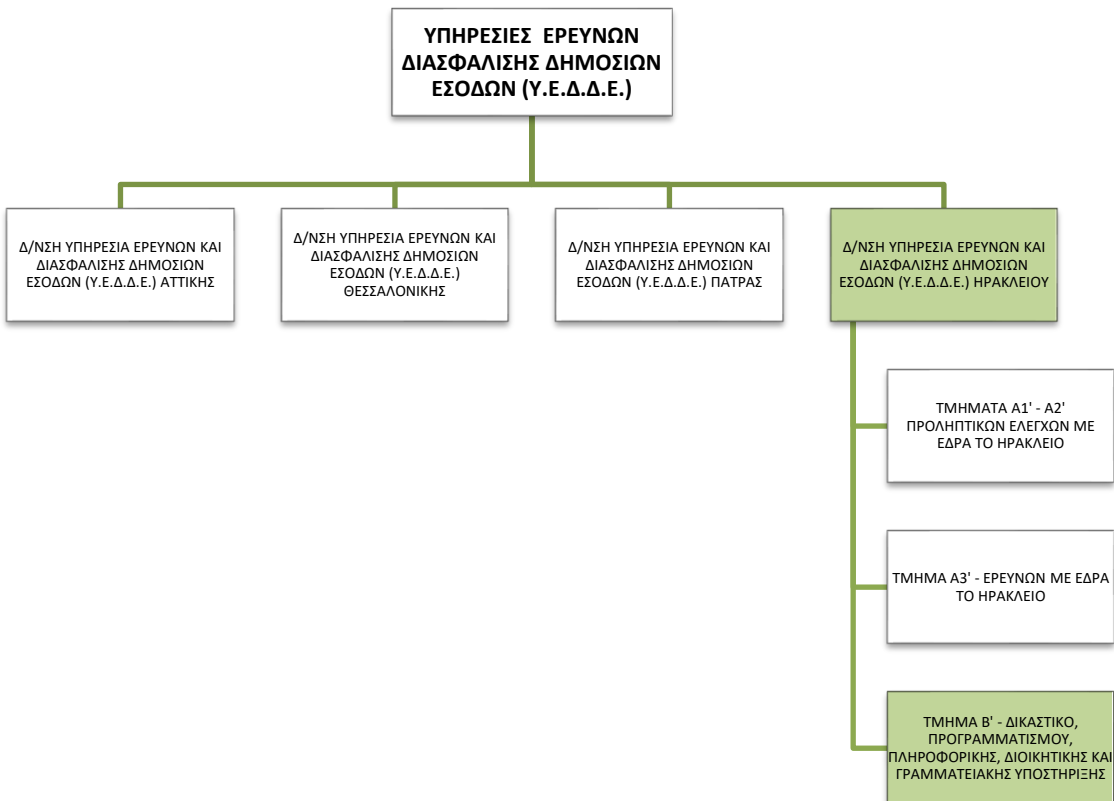 ΥΠΗΡΕΣΙΕΣ ΕΡΕΥΝΩΝ
ΔΙΑΣΦΑΛΙΣΗΣ ΔΗΜΟΣΙΩΝ
ΕΣΟΔΩΝ (Υ.Ε.Δ.Δ.Ε.)
Δ/ΝΣΗ ΥΠΗΡΕΣΙΑ ΕΡΕΥΝΩΝ ΚΑΙ
ΔΙΑΣΦΑΛΙΣΗΣ ΔΗΜΟΣΙΩΝ
ΕΣΟΔΩΝ (Υ.Ε.Δ.Δ.Ε.) ΑΤΤΙΚΗΣ
Δ/ΝΣΗ ΥΠΗΡΕΣΙΑ ΕΡΕΥΝΩΝ ΚΑΙ
ΔΙΑΣΦΑΛΙΣΗΣ ΔΗΜΟΣΙΩΝ
ΕΣΟΔΩΝ (Υ.Ε.Δ.Δ.Ε.)
ΘΕΣΣΑΛΟΝΙΚΗΣ
Δ/ΝΣΗ ΥΠΗΡΕΣΙΑ ΕΡΕΥΝΩΝ ΚΑΙ
ΔΙΑΣΦΑΛΙΣΗΣ ΔΗΜΟΣΙΩΝ
ΕΣΟΔΩΝ (Υ.Ε.Δ.Δ.Ε.) ΠΑΤΡΑΣ
Δ/ΝΣΗ ΥΠΗΡΕΣΙΑ ΕΡΕΥΝΩΝ ΚΑΙ
ΔΙΑΣΦΑΛΙΣΗΣ ΔΗΜΟΣΙΩΝ
ΕΣΟΔΩΝ (Υ.Ε.Δ.Δ.Ε.) ΗΡΑΚΛΕΙΟΥ
ΤΜΗΜΑΤΑ Α1' - Α2'
ΠΡΟΛΗΠΤΙΚΩΝ ΕΛΕΓΧΩΝ ΜΕ
ΕΔΡΑ ΤΟ ΗΡΑΚΛΕΙΟ
ΤΜΗΜΑ Α3' - ΕΡΕΥΝΩΝ ΜΕ ΕΔΡΑ
ΤΟ ΗΡΑΚΛΕΙΟ
ΤΜΗΜΑ Β' - ΔΙΚΑΣΤΙΚΟ,
ΠΡΟΓΡΑΜΜΑΤΙΣΜΟΥ,
ΠΛΗΡΟΦΟΡΙΚΗΣ, ΔΙΟΙΚΗΤΙΚΗΣ ΚΑΙ
ΓΡΑΜΜΑΤΕΙΑΚΗΣ ΥΠΟΣΤΗΡΙΞΗΣ